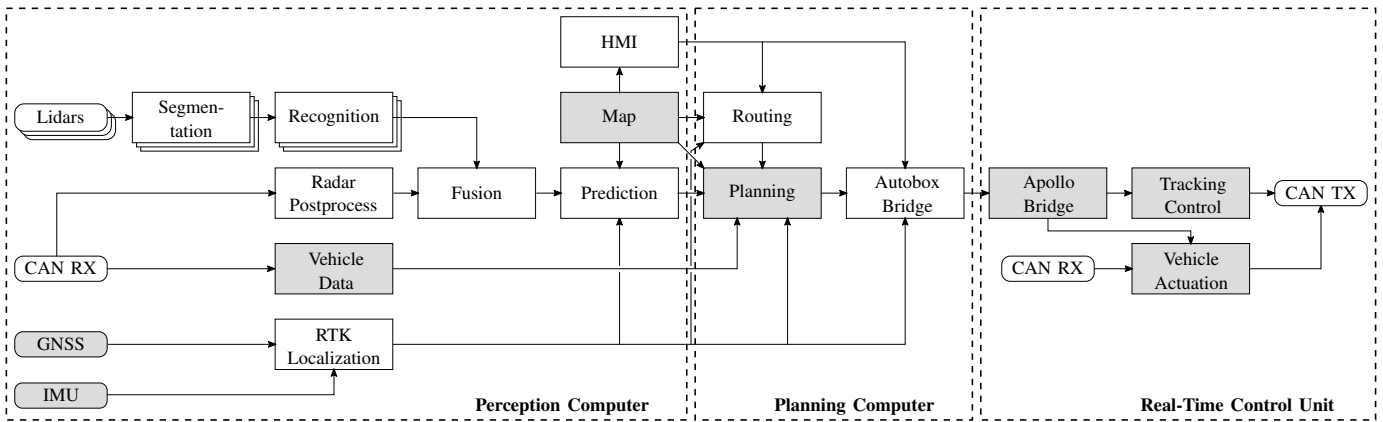 HMI
Lidars
Segmen-
tation
Recognition
Map
Routing
Radar
Postprocess
Fusion
Prediction
Planning
Autobox
Bridge
Apollo
Bridge
Tracking
Control
CAN TX
CAN RX
Vehicle
Data
CAN RX
Vehicle
Actuation
GNSS
RTK
Localization
IMU
Perception Computer
Planning Computer
Real-Time Control Unit